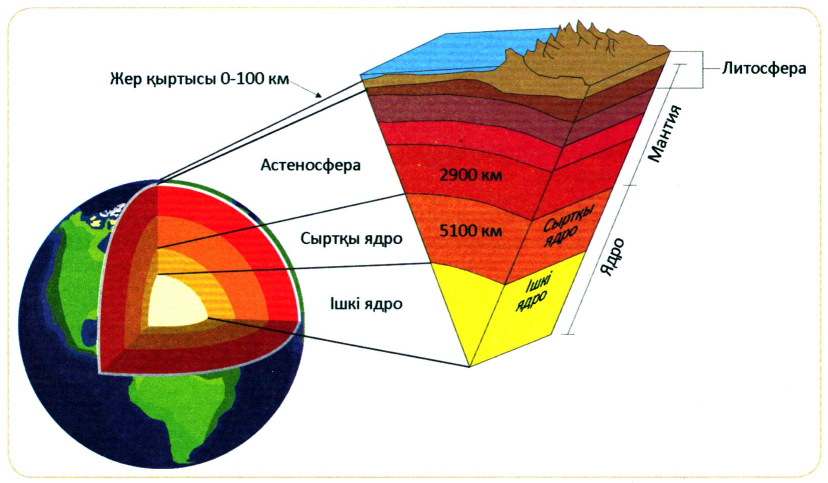 Жер қыртысы 0-100 км
Литосфера
Мантия
Астеносфера
2900 км
Сыртқы ядро
5100 км
Сыртқы
ядро
Ядро
Ішкі ядро
Ішкі
ядро